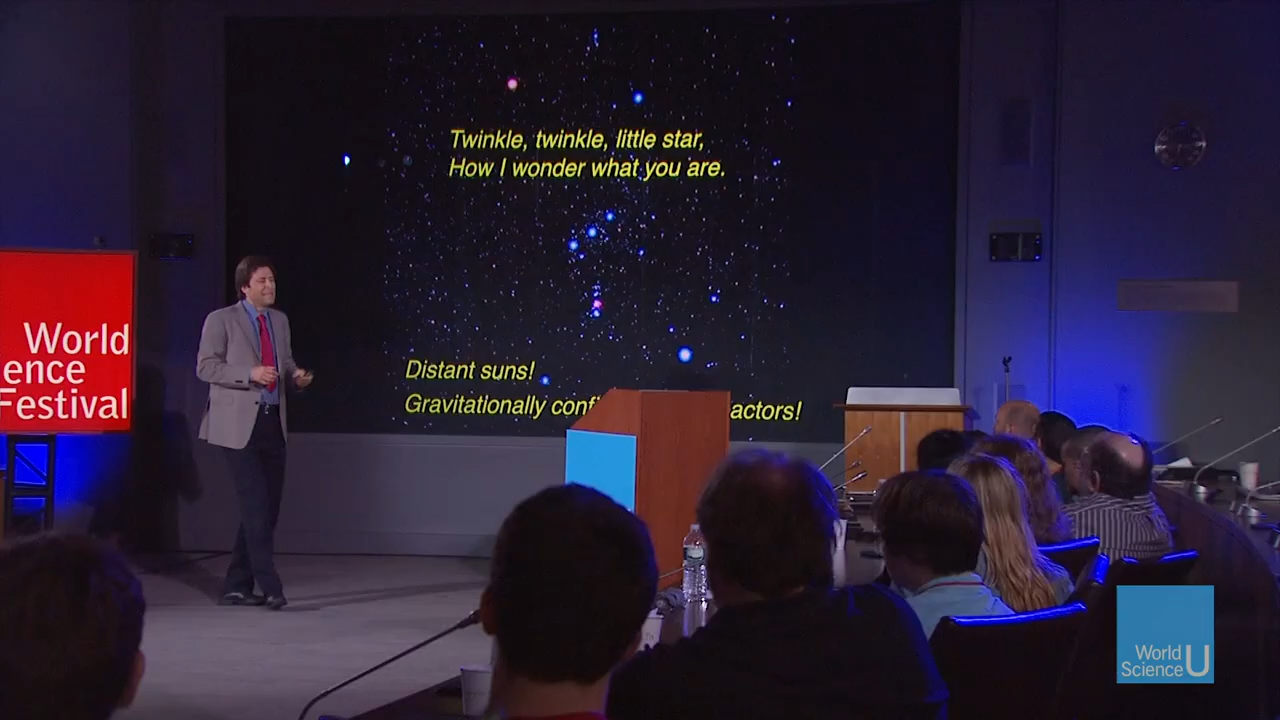 Twinkle, twinkle, little star,
How I wonder what you are.
Distant suns!
Gravitationally conf actors!
World
ence
Festival
World
Science U